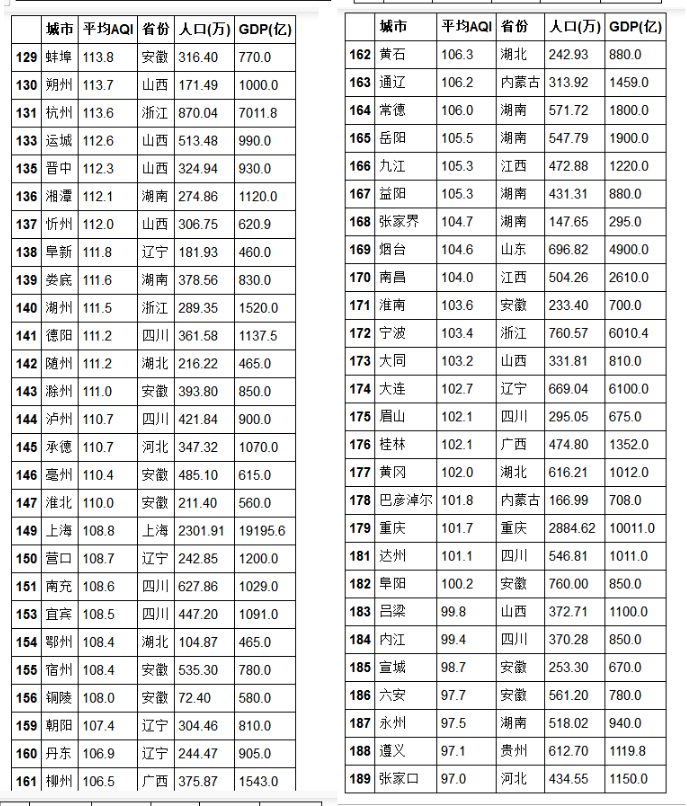 城市 平均AQI 省份 人口(万) GDP(亿)
129 蚌埠 113.8 安徽 316.40 770.0
130 朔州 113.7 山西 171.49 1000.0
131 杭州 113.6 浙江 870.04 7011.8
133 运城 112.6 山西 513.48 990.0
135 晋中 112.3 山西 324.94 930.0
136 湘潭 112.1 湖南 274.86 1120.0
137 忻州 112.0 山西 306.75 620.9
138 阜新 111.8 辽宁 181.93 460.0
139 娄底 111.6 湖南 378.56 830.0
140 湖州 111.5 浙江 289.35 1520.0
141 德阳 111.2 四川 361.58 1137.5
142 随州 111.2 湖北 216.22 465.0
143 滁州 111.0 安徽 393.80 850.0
144 泸州 110.7 四川 421.84 900.0
145 承德 110.7 河北 347.32 1070.0
146 亳州 110.4 安徽 485.10 615.0
147 淮北 110.0 安徽 211.40 560.0
149 上海 108.8 上海 2301.91 19195.6
150 营口 108.7 辽宁 242.85 1200.0
151 南充 108.6 四川 627.86 1029.0
153 宜宾 108.5 四川 447.20 1091.0
154 鄂州 108.4 湖北 104.87 465.0
155 宿州 108.4 安徽 535.30 780.0
156 铜陵 108.0 安徽 72.40 580.0
159 朝阳 107.4 辽宁 304.46 810.0
160 丹东 106.9 辽宁 244.47 905.0
161 柳州 106.5 广西 375.87 1543.0
城市 平均AQI 省份 人口(万) GDP(亿)
162 黄石 106.3 湖北 242.93 880.0
163 通辽 106.2 内蒙古 313.92 1459.0
164 常德 106.0 湖南 571.72 1800.0
165 岳阳 105.5 湖南 547.79 1900.0
166 九江 105.3 江西 472.88 1220.0
167 益阳 105.3 湖南 431.31 880.0
168 张家界 104.7 湖南 147.65 295.0
169 烟台 104.6 山东 696.82 4900.0
170 南昌 104.0 江西 504.26 2610.0
171 淮南 103.6 安徽 233.40 700.0
172 宁波 103.4 浙江 760.57 6010.4
173 大同 103.2 山西 331.81 810.0
174 大连 102.7 辽宁 669.04 6100.0
175 眉山 102.1 四川 295.05 675.0
176 桂林 102.1 广西 474.80 1352.0
177 黄冈 102.0 湖北 616.21 1012.0
178 巴彦淖尔 101.8 内蒙古 166.99 708.0
179 重庆 101.7 重庆 2884.62 10011.0
181 达州 101.1 四川 546.81 1011.0
182 阜阳 100.2 安徽 760.00 850.0
183 吕梁 99.8 山西 372.71 1100.0
184 内江 99.4 四川 370.28 850.0
185 宣城 98.7 安徽 253.30 670.0
186 六安 97.7 安徽 561.20 780.0
187 永州 97.5 湖南 518.02 940.0
188 遵义 97.1 贵州 612.70 1119.8
189 张家口 97.0 河北 434.55 1150.0